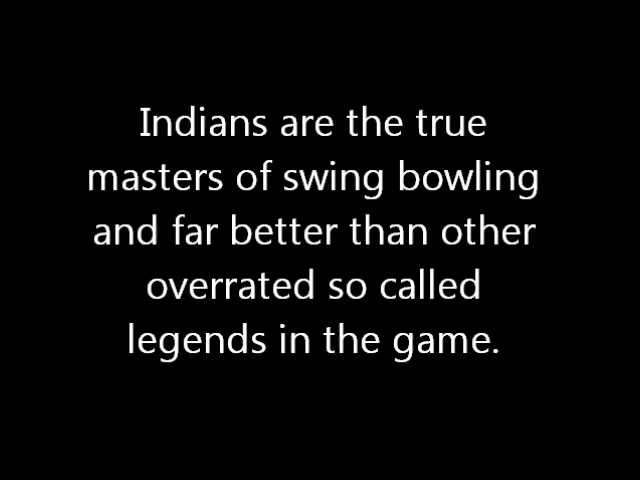 Indians are the true
masters of swing bowling
and far better than other
overrated so called
legends in the game.